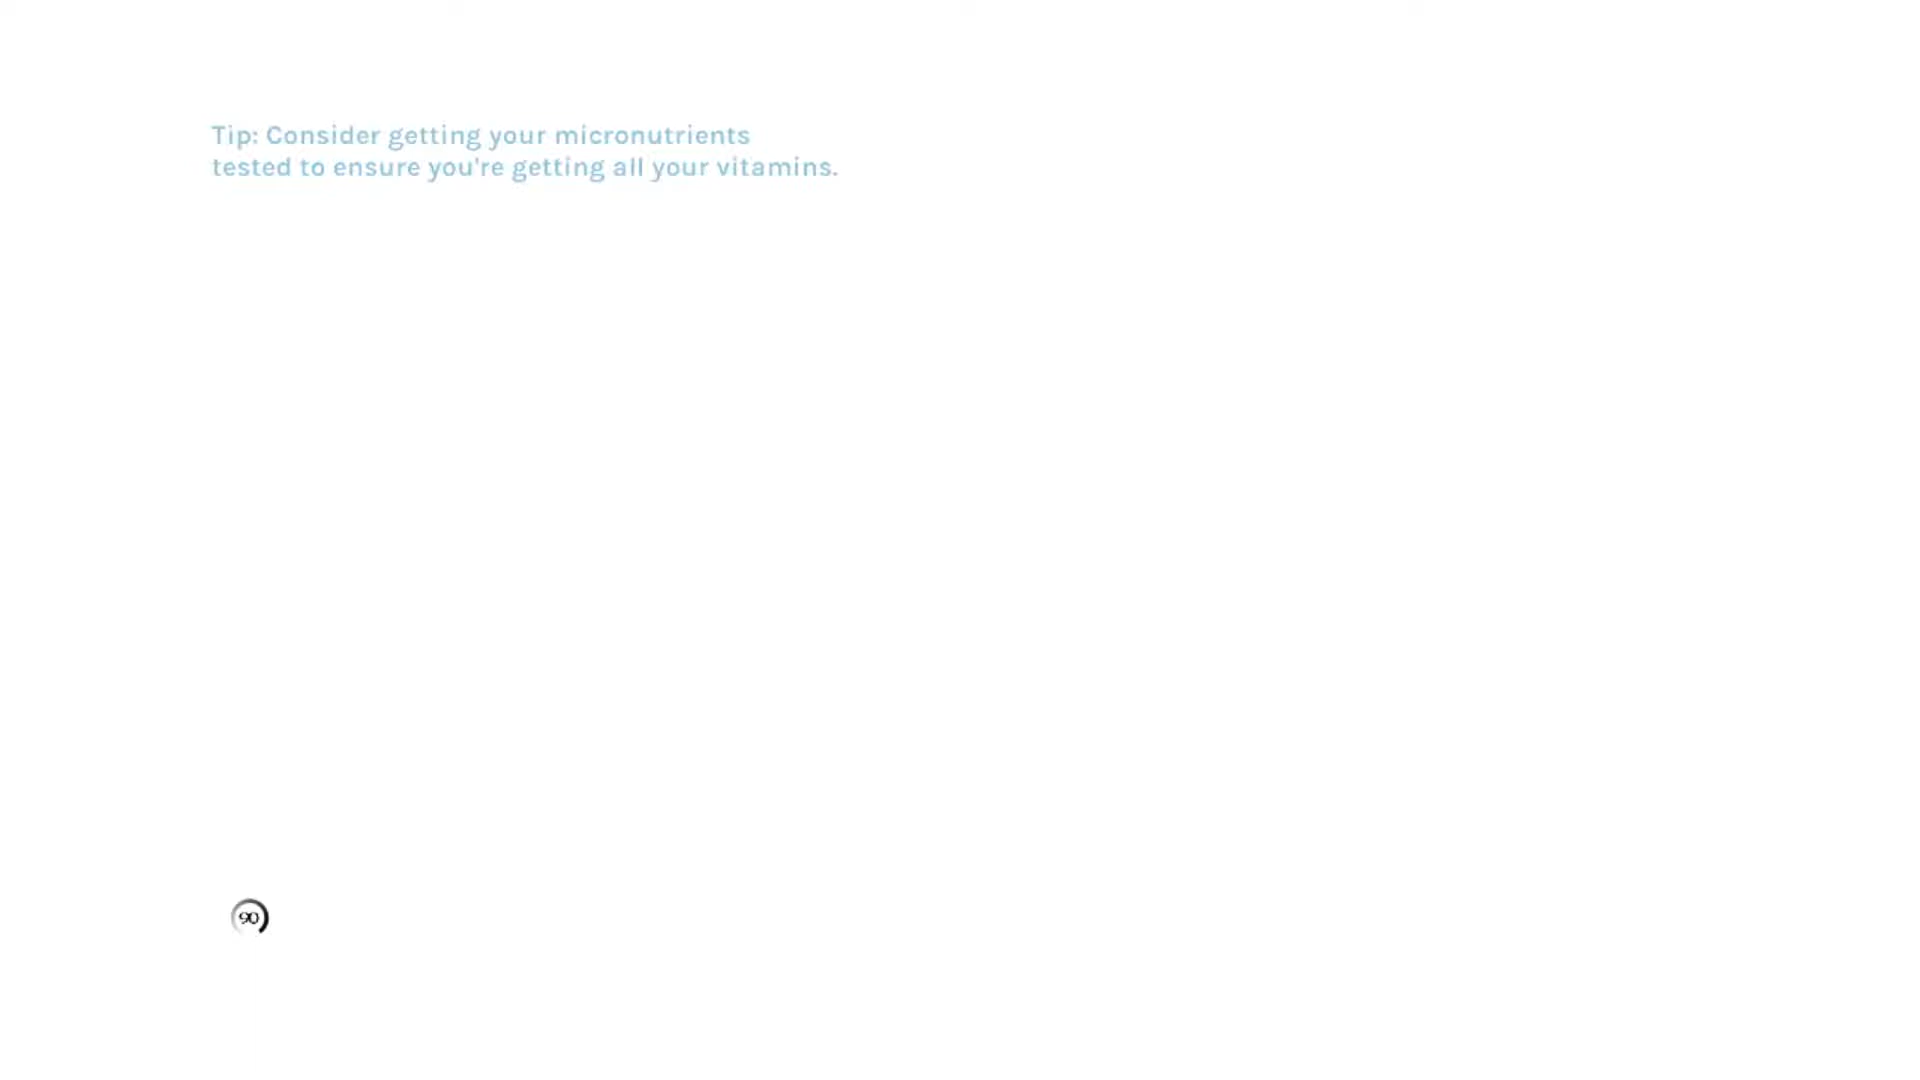 Tip: Consider getting your micronutrients
tested to ensure you're getting all your vitamins.
90